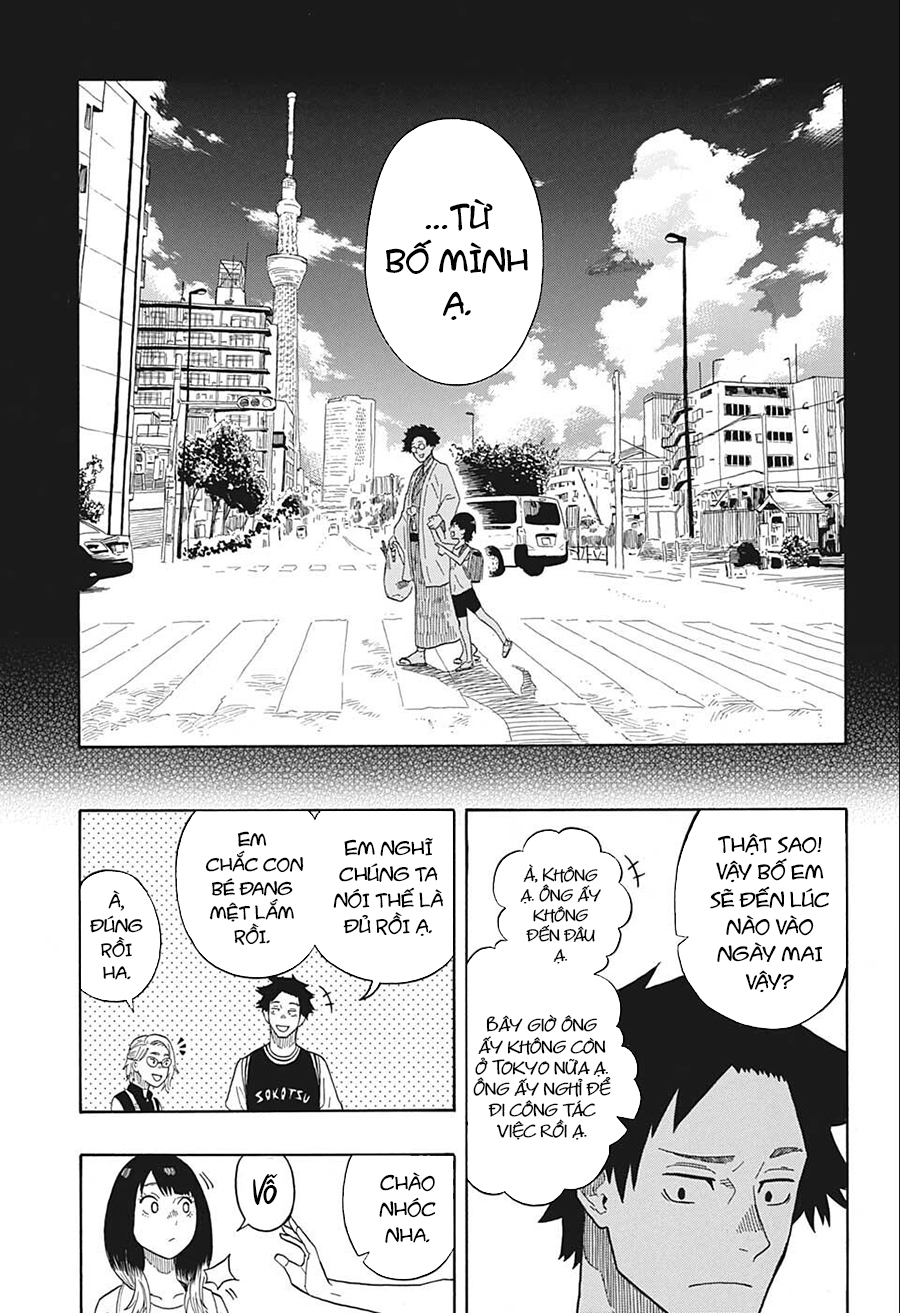 ...TỪ
BỐ MÌNH
Ạ.
THẬT SAO!
VẬY BỐ EM
SẼ ĐẾN LÚC
NÀO VÀO
NGÀY MAI
VẬY?
À, KHÔNG
Ạ. ÔNG ẤY
KHÔNG
ĐẾN ĐÂU
Ạ.
BÂY GIỜ ÔNG
ẤY KHÔNG CÒN
Ở TOKYO NỮA Ạ.
ÔNG ẤY NGHỈ ĐỂ
ĐI CÔNG TÁC
VIỆC RỒI Ạ.
EM NGHĨ
CHÚNG TA
NÓI THẾ LÀ
ĐỦ RỒI Ạ.
EM
CHẮC CON
BÉ ĐANG
MỆT LẮM
RỒI.
À,
ĐÚNG
RỒI
HA.
SOKOTSU
CHÀO
NHÓC
NHA.
VỖ